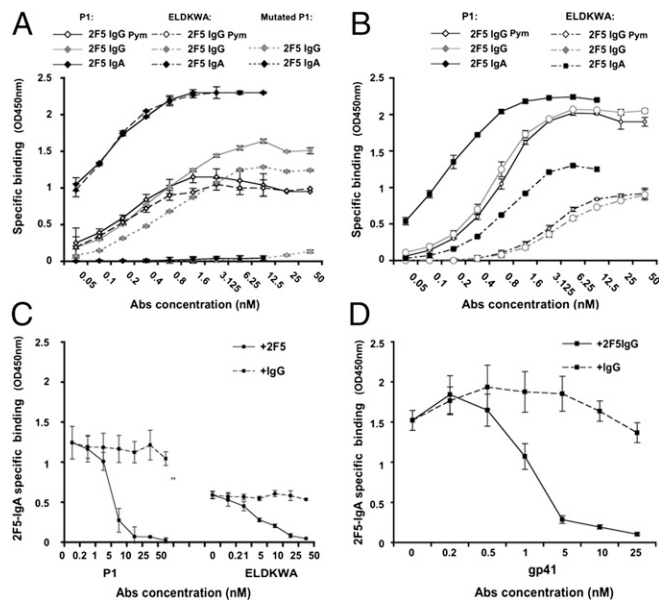 A
P1: ELDKWA: Mutated P1:
2F5 IgG Pym 2F5 IgG Pym
2F5 IgG 2F5 IgG 2F5 IgG
2F5 IgA 2F5 IgA 2F5 IgA
Specific binding (OD450nm)
2.5
2
1.5
1
0.5
0
0.05 0.1 0.2 0.4 0.8 1.6 3.125 6.25 12.5 25 50
Abs concentration (nM)
B
P1: ELDKWA:
2F5 IgG Pym 2F5 IgG Pym
2F5 IgG 2F5 IgG
2F5 IgA 2F5 IgA
Specific binding (OD450nm)
2.5
2
1.5
1
0.5
0
0.05 0.1 0.2 0.4 0.8 1.6 3.125 6.25 12.5 25 50
Abs concentration (nM)
C
+2F5
+IgG
2F5-IgA specific binding (OD450nm)
2.5
2
1.5
1
0.5
0
"
0 0.21 1 5 10 25 50 0 0.21 1 5 10 25 50
P1 ELDKWA
Abs concentration (nM)
D
+2F5IgG
+IgG
2F5-IgA specific binding (OD450nm)
2.5
2
1.5
1
0.5
0
0 0.2 0.5 1 5 10 25
gp41
Abs concentration (nM)